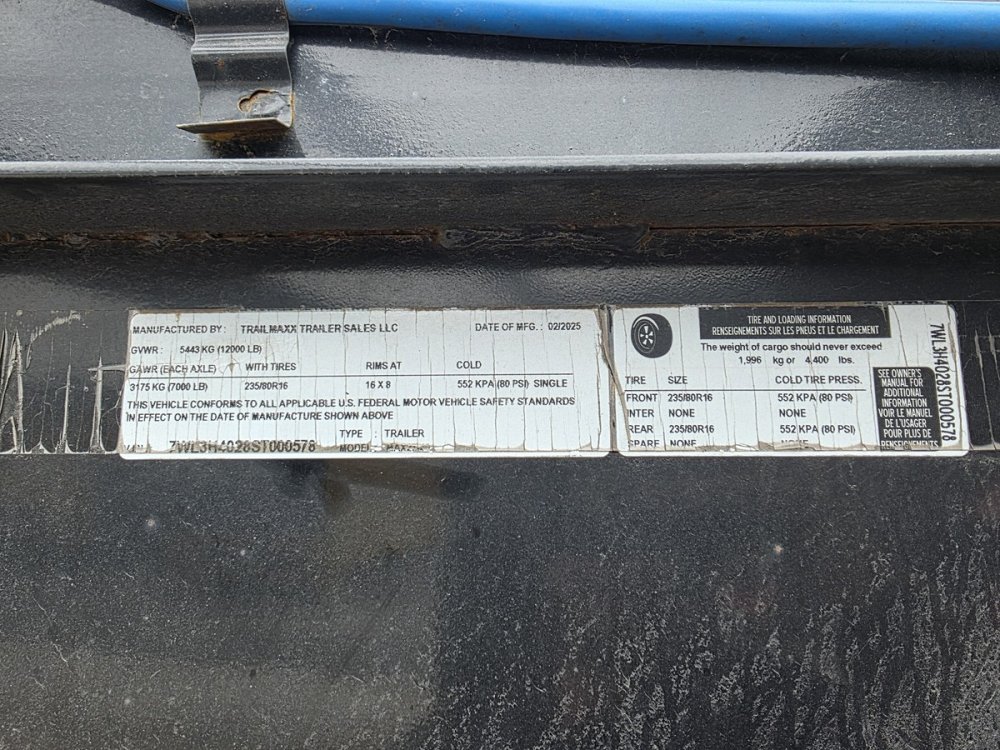 MANUFACTURED BY: TRAILMAXX TRAILER SALES LLC DATE OF MFG.: 02/2025
GVWR: 5443 KG (12000 LB)
GAWR (EACH AXLE) WITH TIRES RIMS AT COLD
3175 KG (7000 LB) 235/80R16 16 X 8 552 KPA (80 PSI) SINGLE
THIS VEHICLE CONFORMS TO ALL APPLICABLE U.S. FEDERAL MOTOR VEHICLE SAFETY STANDARDS
IN EFFECT ON THE DATE OF MANUFACTURE SHOWN ABOVE
TYPE: TRAILER
7WL3H4028ST000578 MODEL:
TIRE AND LOADING INFORMATION
RENSEIGNEMENTS SUR LES PNEUS ET LE CHARGEMENT
The weight of cargo should never exceed
1,996 kg or 4,400 lbs.
TIRE SIZE COLD TIRE PRESS.
FRONT 235/80R16 552 KPA (80 PSI)
INTER NONE NONE
REAR 235/80R16 552 KPA (80 PSI)
SPARE NONE NONE
SEE OWNER'S
MANUAL FOR
ADDITIONAL
INFORMATION
VOIR LE MANUEL
DE L'USAGER
POUR PLUS DE
RENSEIGNEMENTS
7WL3H4028ST000578